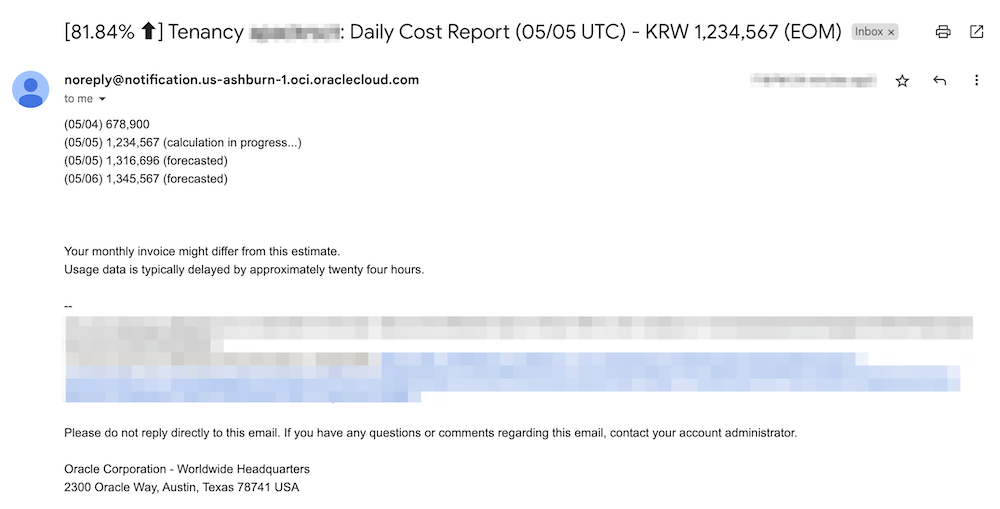 [81.84% ⬆] Tenancy : Daily Cost Report (05/05 UTC) - KRW 1,234,567 (EOM) Inbox ×
noreply@notification.us-ashburn-1.oci.oraclecloud.com
to me
(05/04) 678,900
(05/05) 1,234,567 (calculation in progress...)
(05/05) 1,316,696 (forecasted)
(05/06) 1,345,567 (forecasted)
Your monthly invoice might differ from this estimate.
Usage data is typically delayed by approximately twenty four hours.
--
Please do not reply directly to this email. If you have any questions or comments regarding this email, contact your account administrator.
Oracle Corporation - Worldwide Headquarters
2300 Oracle Way, Austin, Texas 78741 USA